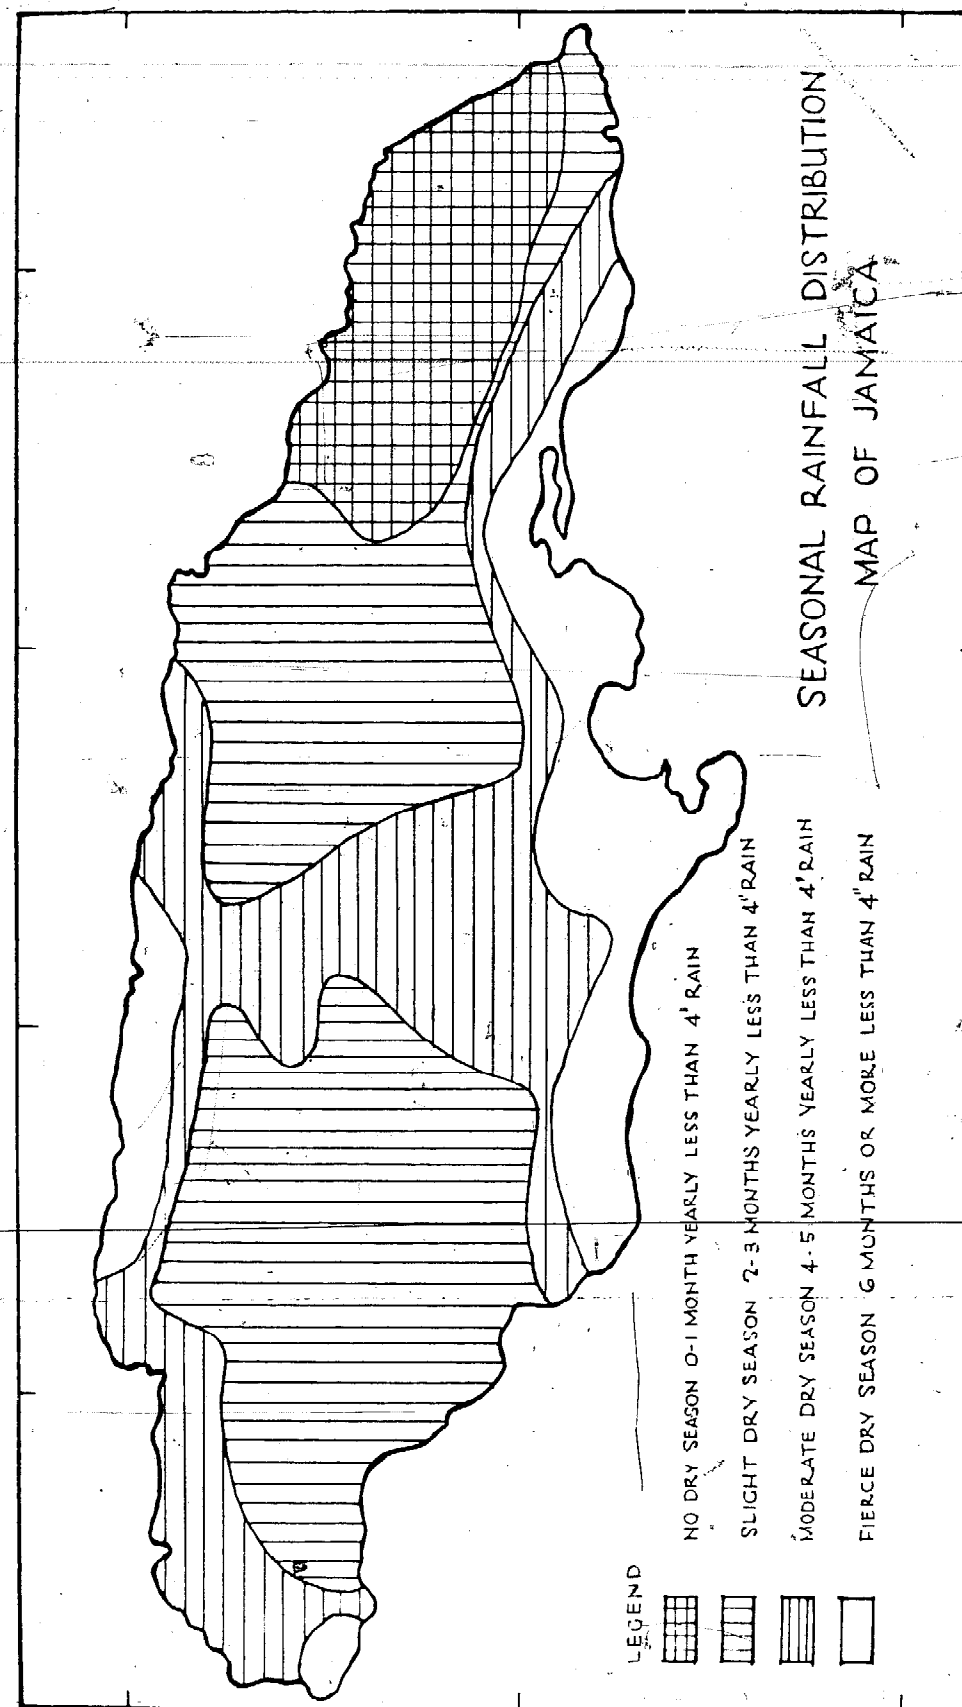 SEASONAL RAINFALL DISTRIBUTION
MAP OF JAMAICA
LEGEND
NO DRY SEASON 0-1 MONTH YEARLY LESS THAN 4" RAIN
SLIGHT DRY SEASON 2-3 MONTHS YEARLY LESS THAN 4" RAIN
MODERATE DRY SEASON 4-5 MONTHS YEARLY LESS THAN 4" RAIN
FIERCE DRY SEASON 6 MONTHS OR MORE LESS THAN 4" RAIN